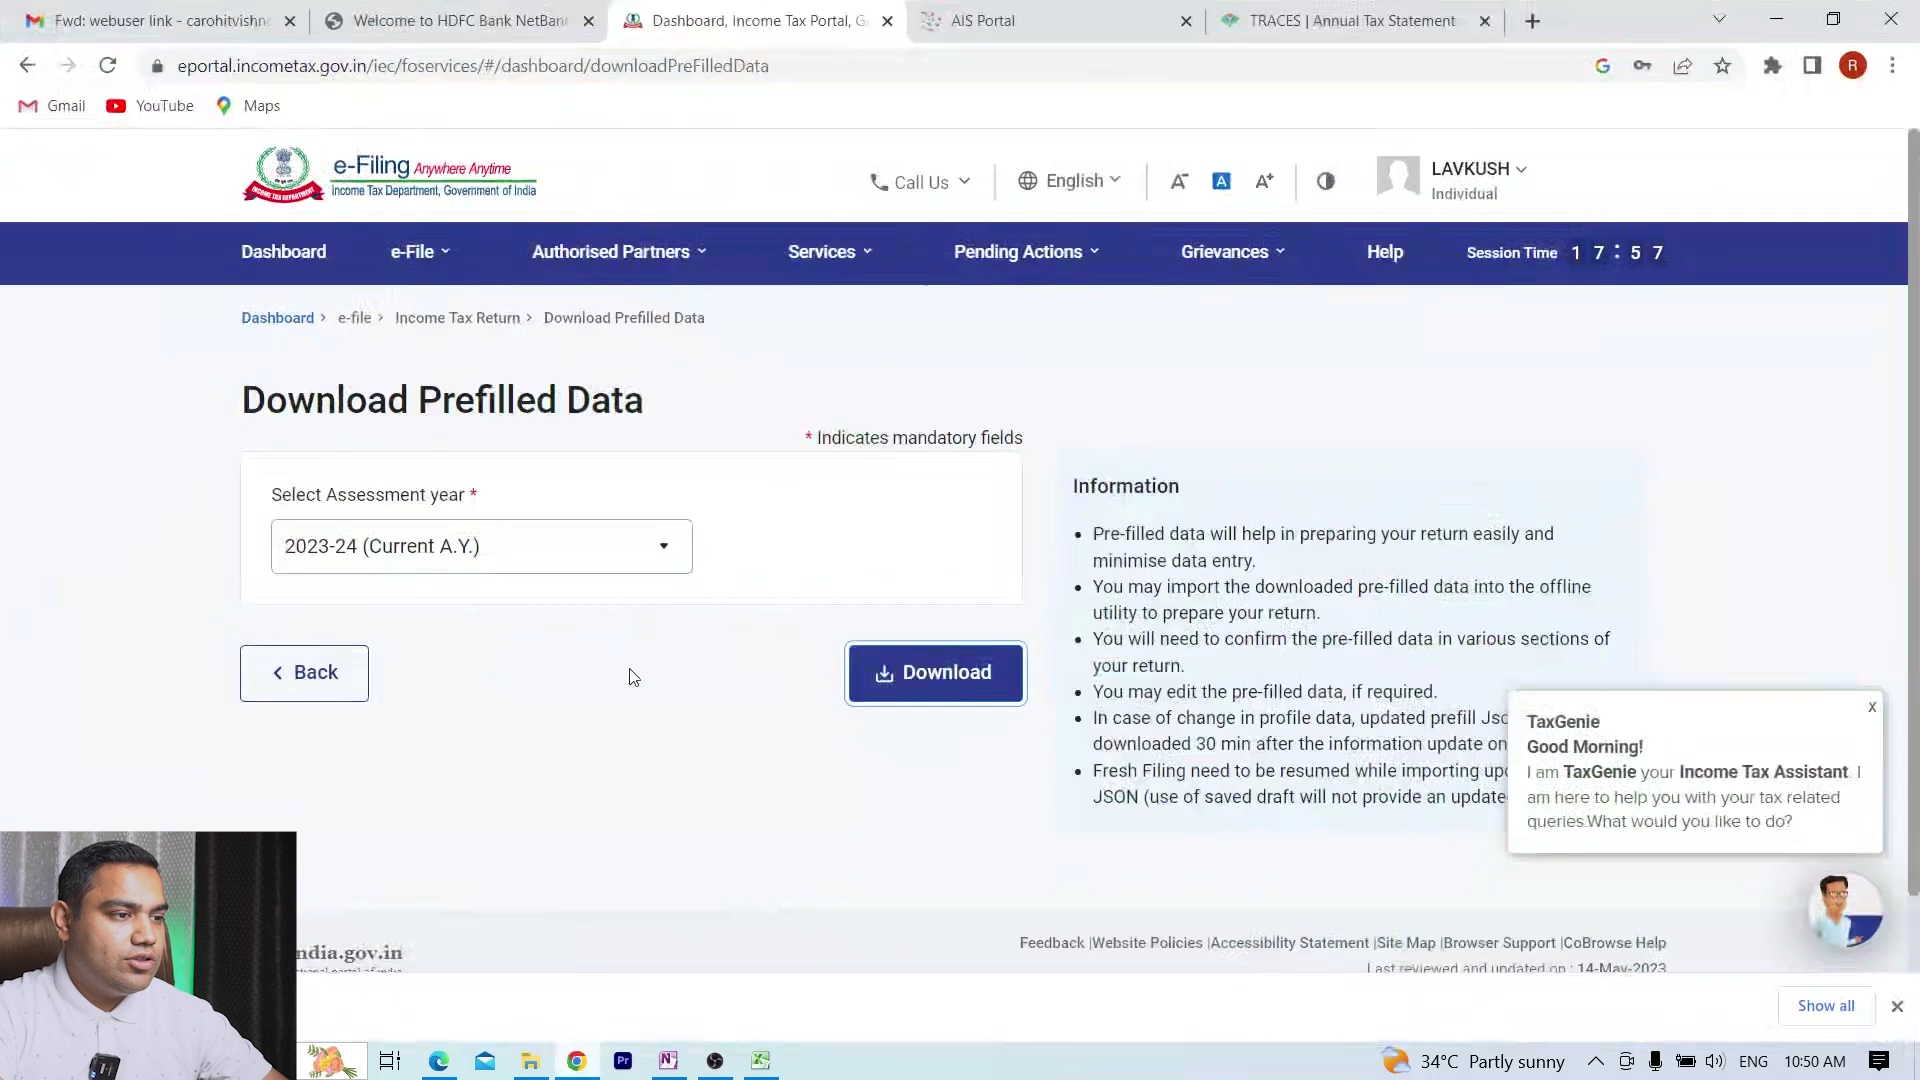 Fwd: webuser link - carohitvishn
Welcome to HDFC Bank NetBan
Dashboard, Income Tax Portal, G
AIS Portal
TRACES | Annual Tax Statement
eportal.incometax.gov.in/iec/foservices/#/dashboard/downloadPreFilledData
R
Gmail
YouTube
Maps
e-Filing Anywhere Anytime
Income Tax Department, Government of India
INCOME TAX DEPARTMENT
Call Us
English
A-
A
A+
LAVKUSH
Individual
Dashboard
e-File
Authorised Partners
Services
Pending Actions
Grievances
Help
Session Time 1 7 : 5 7
Dashboard > e-file > Income Tax Return > Download Prefilled Data
Download Prefilled Data
* Indicates mandatory fields
Select Assessment year *
2023-24 (Current A.Y.)
< Back
Download
Information
• Pre-filled data will help in preparing your return easily and
minimise data entry.
• You may import the downloaded pre-filled data into the offline
utility to prepare your return.
• You will need to confirm the pre-filled data in various sections of
your return.
• You may edit the pre-filled data, if required.
• In case of change in profile data, updated prefill Jso
downloaded 30 min after the information update on
• Fresh Filing need to be resumed while importing up
JSON (use of saved draft will not provide an update
x
TaxGenie
Good Morning!
I am TaxGenie your Income Tax Assistant. I
am here to help you with your tax related
queries.What would you like to do?
ndia.gov.in
Feedback |Website Policies |Accessibility Statement |Site Map |Browser Support |CoBrowse Help
Last reviewed and updated on : 14-May-2023
Show all
Pr
N
34°C Partly sunny
ENG
10:50 AM